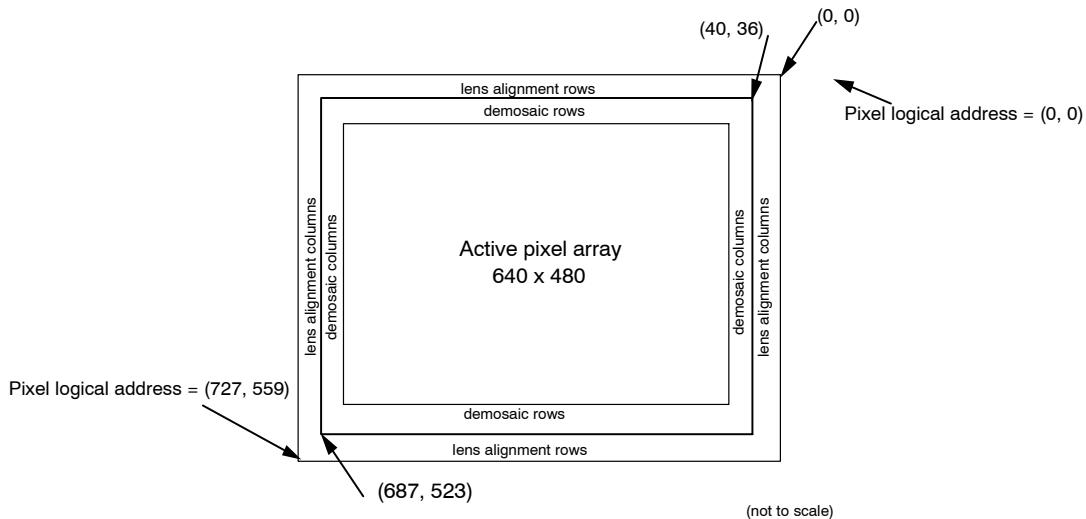 (0, 0)
(40, 36)
Pixel logical address = (0, 0)
lens alignment rows
demosaic rows
lens alignment columns
demosaic columns
Active pixel array
640 x 480
demosaic columns
lens alignment columns
Pixel logical address = (727, 559)
demosaic rows
lens alignment rows
(687, 523)
(not to scale)